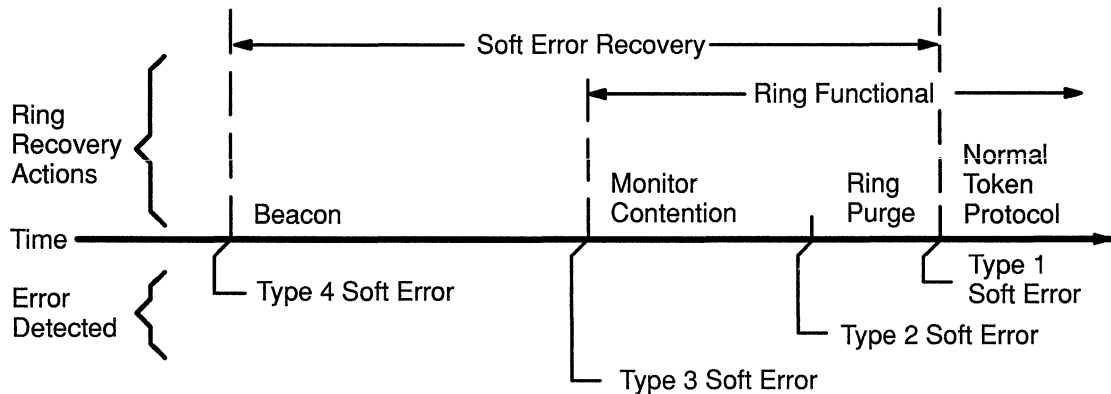 Soft Error Recovery
Ring Functional
Ring
Recovery
Actions
Beacon
Monitor
Contention
Ring
Purge
Normal
Token
Protocol
Time
Error
Detected
Type 4 Soft Error
Type 1
Soft Error
Type 2 Soft Error
Type 3 Soft Error